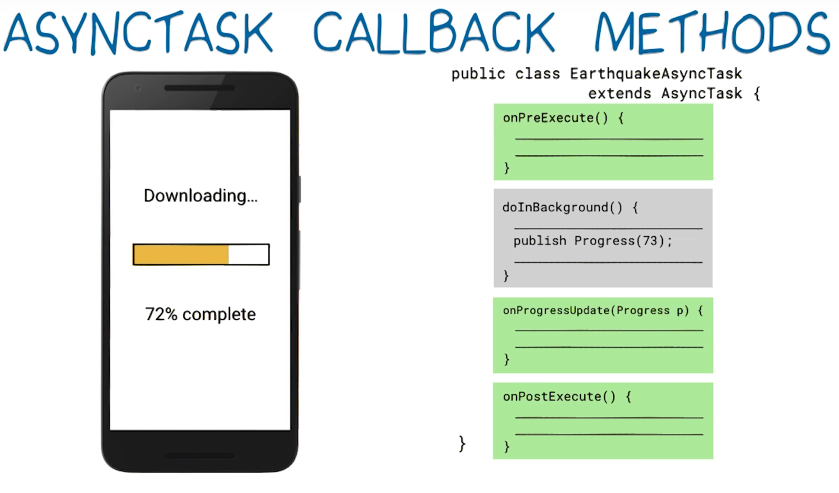 ASYNCTASK CALLBACK METHODS
Downloading...
72% complete
public class EarthquakeAsyncTask
extends AsyncTask {
onPreExecute() {
}
doInBackground() {
publish Progress(73);
}
onProgressUpdate(Progress p) {
}
onPostExecute() {
}
}